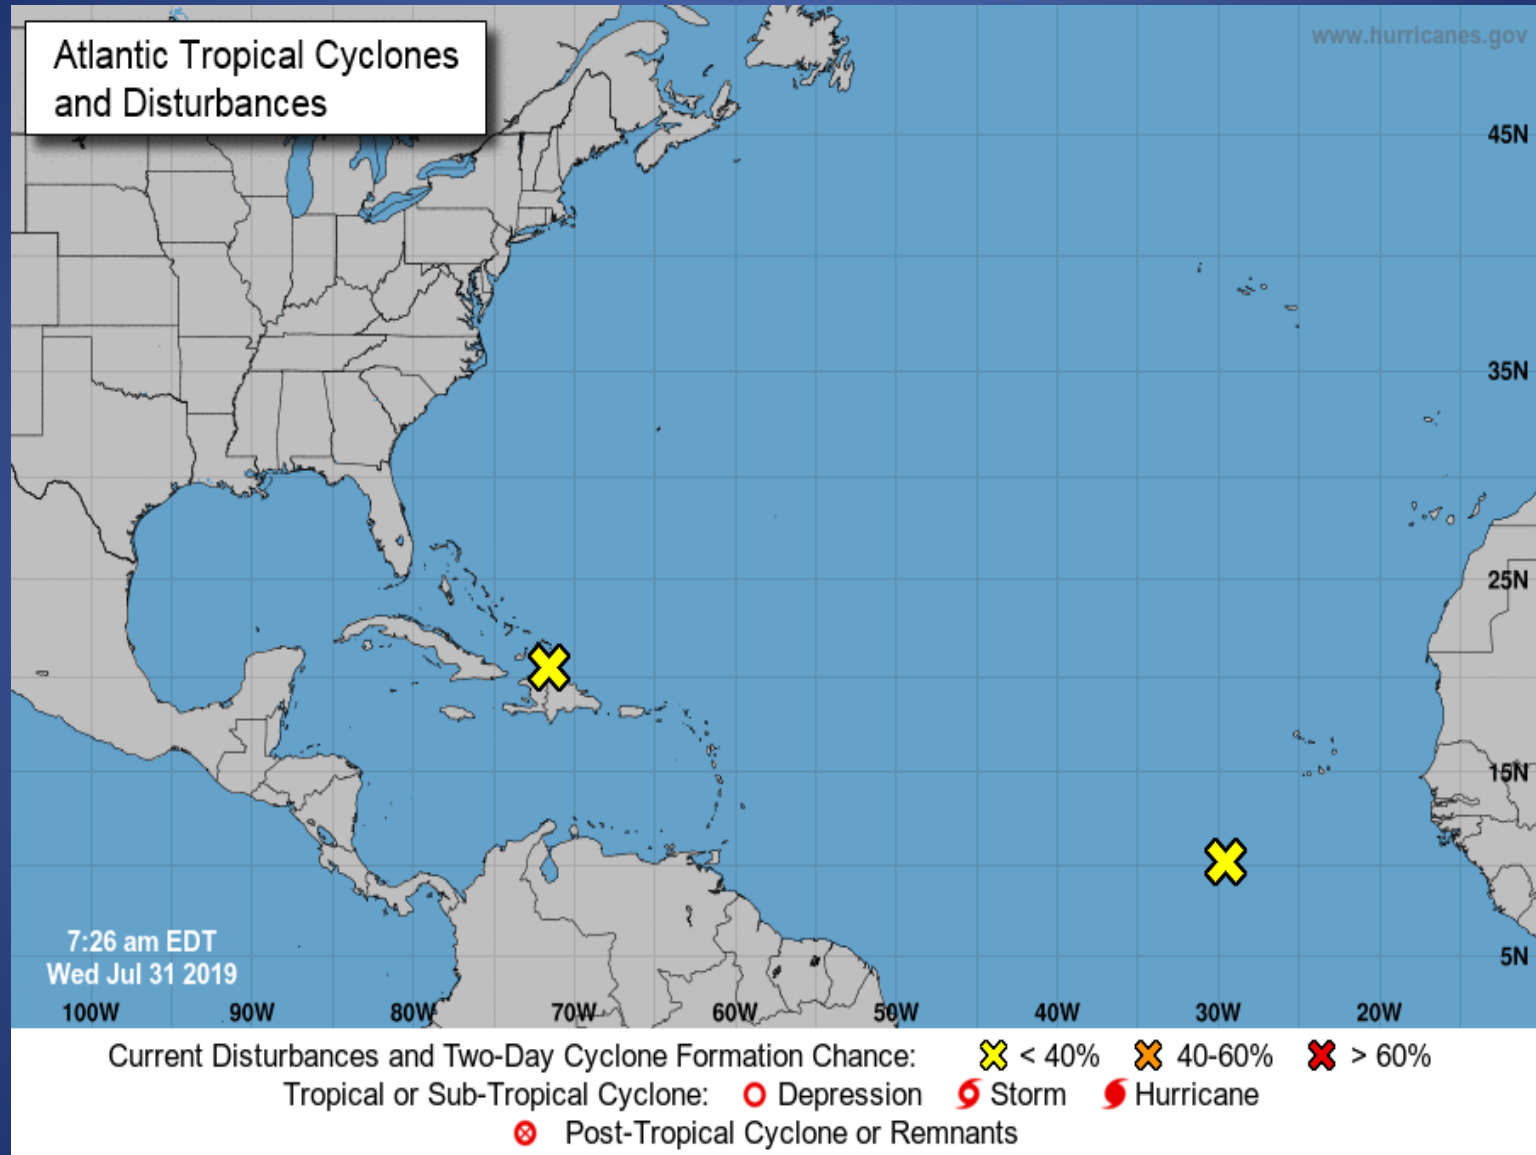 Atlantic Tropical Cyclones
and Disturbances
www.hurricanes.gov
45N
35N
25N
15N
5N
7:26 am EDT
Wed Jul 31 2019
100W 90W 80W 70W 60W 50W 40W 30W 20W
Current Disturbances and Two-Day Cyclone Formation Chance: < 40% 40-60% > 60%
Tropical or Sub-Tropical Cyclone: Depression Storm Hurricane
Post-Tropical Cyclone or Remnants